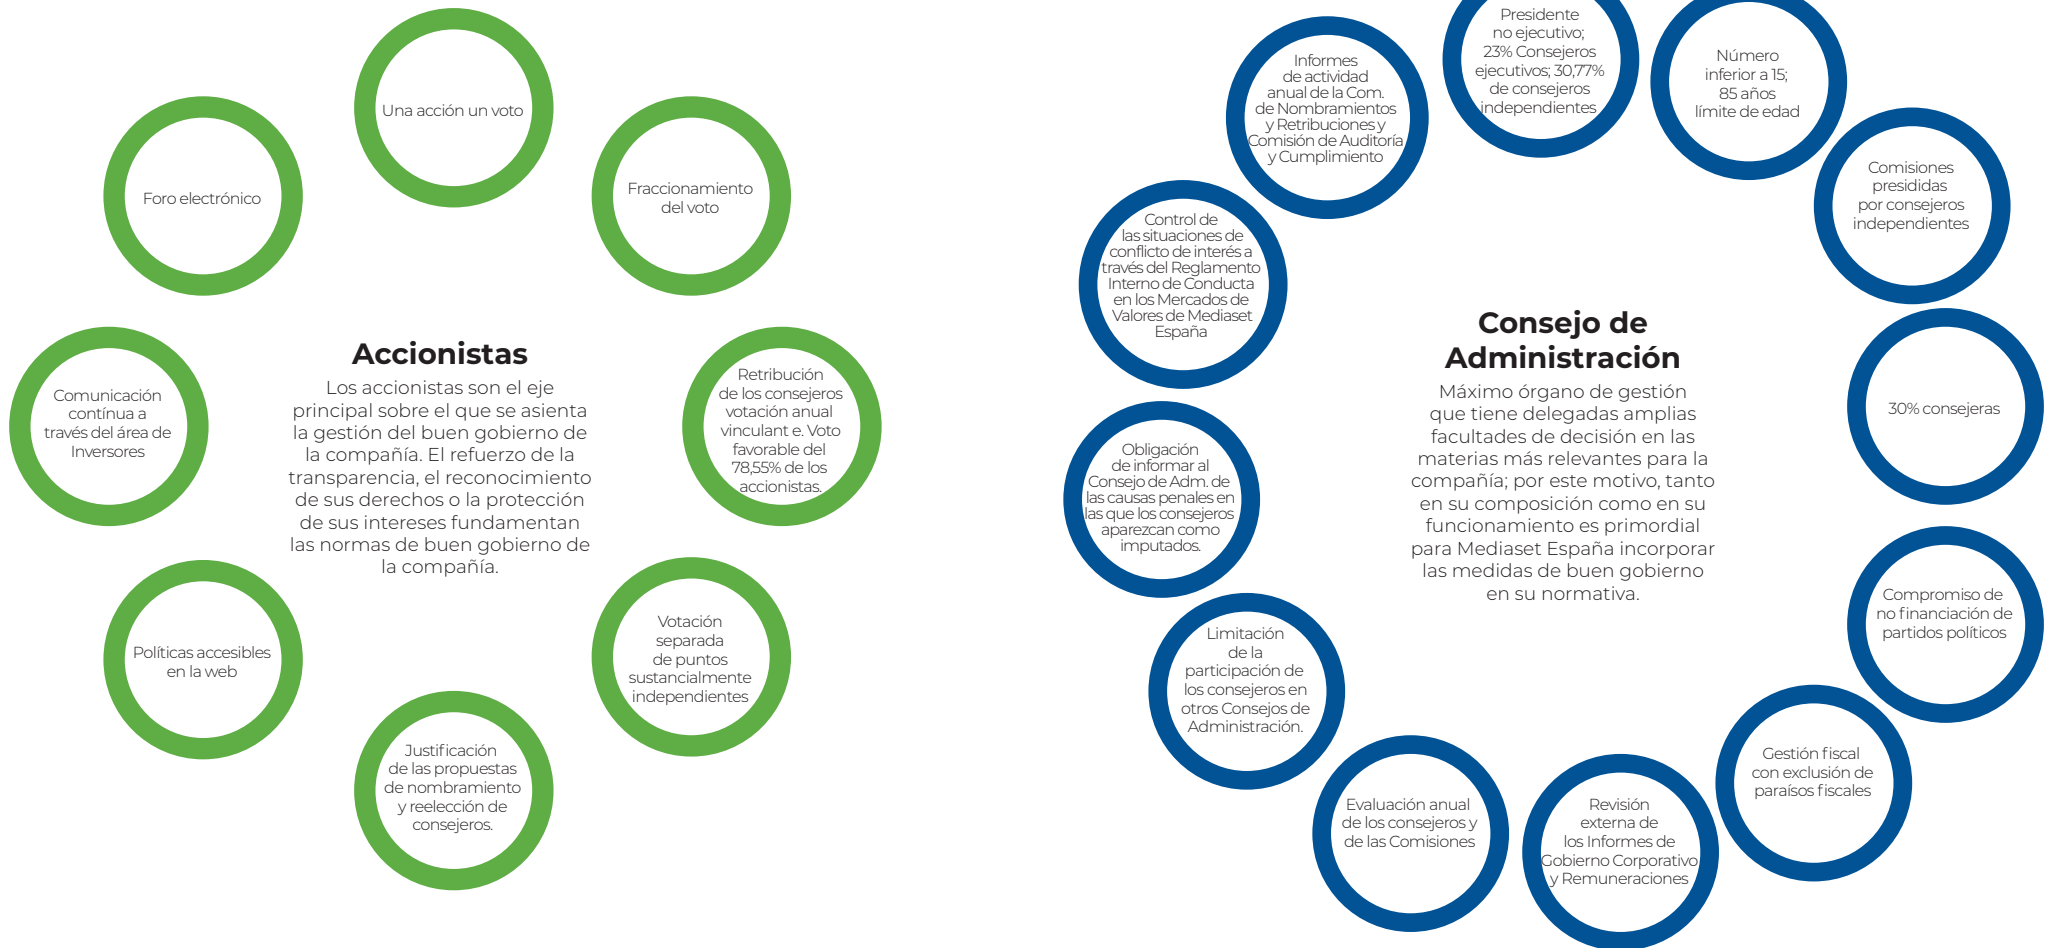 Una acción un voto
Fraccionamiento
del voto
Retribución
de los consejeros
votación anual
vinculant e. Voto
favorable del
78,55% de los
accionistas.
Votación
separada
de puntos
sustancialmente
independientes
Justificación
de las propuestas
de nombramiento
y reelección de
consejeros.
Políticas accesibles
en la web
Comunicación
contínua a
través del área de
Inversores
Foro electrónico
Accionistas
Los accionistas son el eje
principal sobre el que se asienta
la gestión del buen gobierno de
la compañía. El refuerzo de la
transparencia, el reconocimiento
de sus derechos o la protección
de sus intereses fundamentan
las normas de buen gobierno de
la compañía.
Presidente
no ejecutivo;
23% Consejeros
ejecutivos; 30,77%
de consejeros
independientes
Número
inferior a 15;
85 años
límite de edad
Comisiones
presididas
por consejeros
independientes
30% consejeras
Compromiso de
no financiación de
partidos políticos
Gestión fiscal
con exclusión de
paraísos fiscales
Revisión
externa de
los Informes de
Gobierno Corporativo
y Remuneraciones
Evaluación anual
de los consejeros y
de las Comisiones
Limitación
de la
participación de
los consejeros en
otros Consejos de
Administración.
Obligación
de informar al
Consejo de Adm. de
las causas penales en
las que los consejeros
aparezcan como
imputados.
Control de
las situaciones de
conflicto de interés a
través del Reglamento
Interno de Conducta
en los Mercados de
Valores de Mediaset
España
Informes
de actividad
anual de la Com.
de Nombramientos
y Retribuciones y
Comisión de Auditoría
y Cumplimiento
Consejo de
Administración
Máximo órgano de gestión
que tiene delegadas amplias
facultades de decisión en las
materias más relevantes para la
compañía; por este motivo, tanto
en su composición como en su
funcionamiento es primordial
para Mediaset España incorporar
las medidas de buen gobierno
en su normativa.